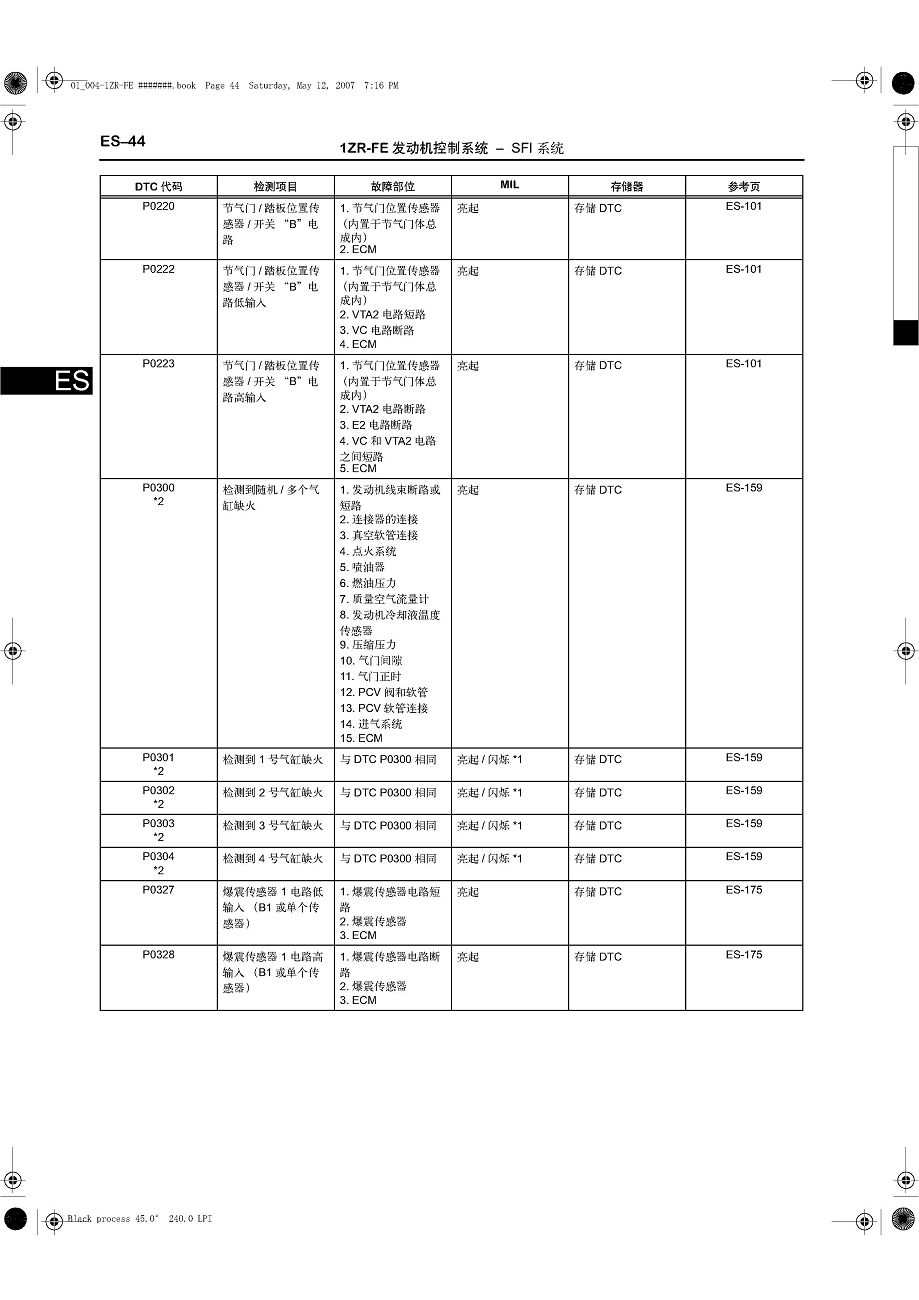 01_004-1ZR-FE #######.book  Page 44  Saturday, May 12, 2007  7:16 PM
ES–44
1ZR-FE 发动机控制系统 – SFI 系统
ES
DTC 代码 检测项目 故障部位 MIL 存储器 参考页
P0220
节气门 / 踏板位置传
感器 / 开关 “B”电
路
1. 节气门位置传感器
（内置于节气门体总
成内）
2. ECM
亮起
存储 DTC
ES-101
P0222
节气门 / 踏板位置传
感器 / 开关 “B”电
路低输入
1. 节气门位置传感器
（内置于节气门体总
成内）
2. VTA2 电路短路
3. VC 电路断路
4. ECM
亮起
存储 DTC
ES-101
P0223
节气门 / 踏板位置传
感器 / 开关 “B”电
路高输入
1. 节气门位置传感器
（内置于节气门体总
成内）
2. VTA2 电路断路
3. E2 电路断路
4. VC 和 VTA2 电路
之间短路
5. ECM
亮起
存储 DTC
ES-101
P0300
*2
检测到随机 / 多个气
缸缺火
1. 发动机线束断路或
短路
2. 连接器的连接
3. 真空软管连接
4. 点火系统
5. 喷油器
6. 燃油压力
7. 质量空气流量计
8. 发动机冷却液温度
传感器
9. 压缩压力
10. 气门间隙
11. 气门正时
12. PCV 阀和软管
13. PCV 软管连接
14. 进气系统
15. ECM
亮起
存储 DTC
ES-159
P0301
*2
检测到 1 号气缸缺火
与 DTC P0300 相同
亮起 / 闪烁 *1
存储 DTC
ES-159
P0302
*2
检测到 2 号气缸缺火
与 DTC P0300 相同
亮起 / 闪烁 *1
存储 DTC
ES-159
P0303
*2
检测到 3 号气缸缺火
与 DTC P0300 相同
亮起 / 闪烁 *1
存储 DTC
ES-159
P0304
*2
检测到 4 号气缸缺火
与 DTC P0300 相同
亮起 / 闪烁 *1
存储 DTC
ES-159
P0327
爆震传感器 1 电路低
输入 （B1 或单个传
感器）
1. 爆震传感器电路短
路
2. 爆震传感器
3. ECM
亮起
存储 DTC
ES-175
P0328
爆震传感器 1 电路高
输入 （B1 或单个传
感器）
1. 爆震传感器电路断
路
2. 爆震传感器
3. ECM
亮起
存储 DTC
ES-175
Black process 45.0° 240.0 LPI